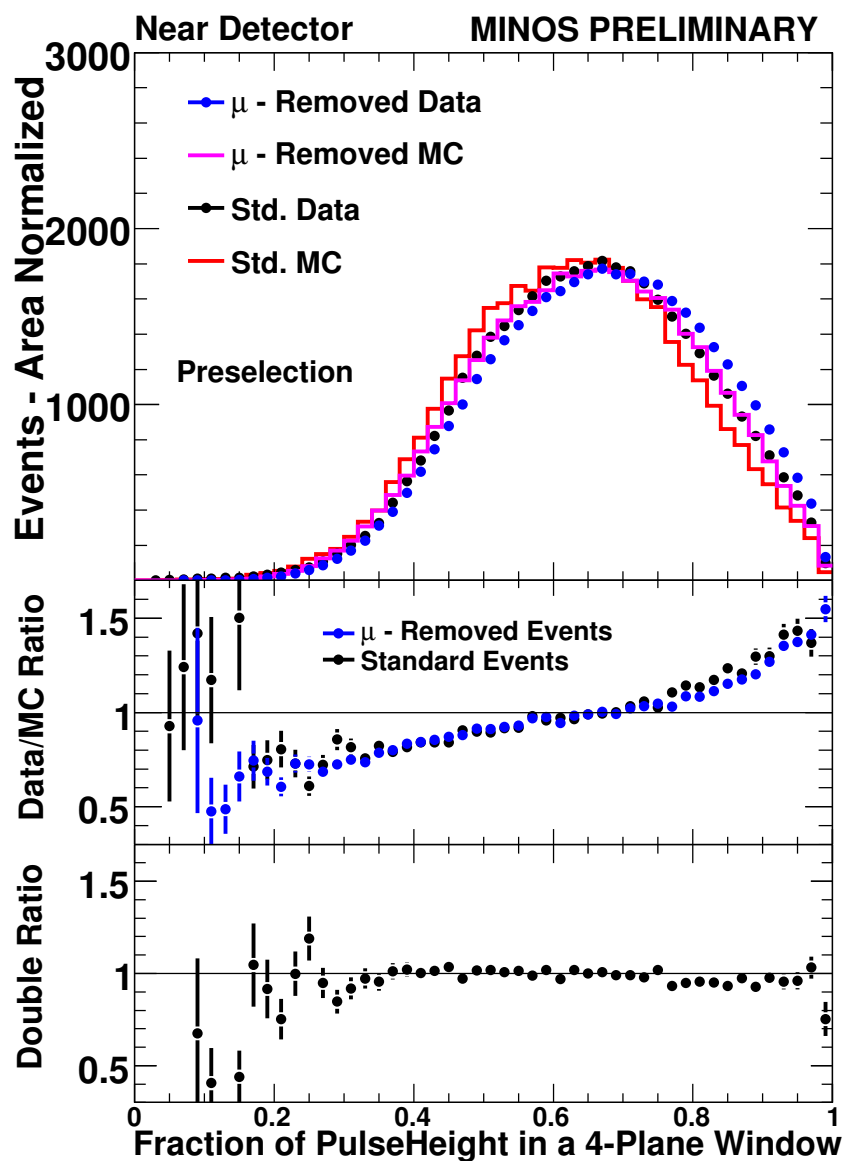 Near Detector MINOS PRELIMINARY
3000
μ - Removed Data
μ - Removed MC
2000
Std. Data
Std. MC
Preselection
1000
Events - Area Normalized
1.5
μ - Removed Events
Standard Events
1
0.5
Data/MC Ratio
1.5
1
0.5
Double Ratio
0 0.2 0.4 0.6 0.8 1
Fraction of PulseHeight in a 4-Plane Window